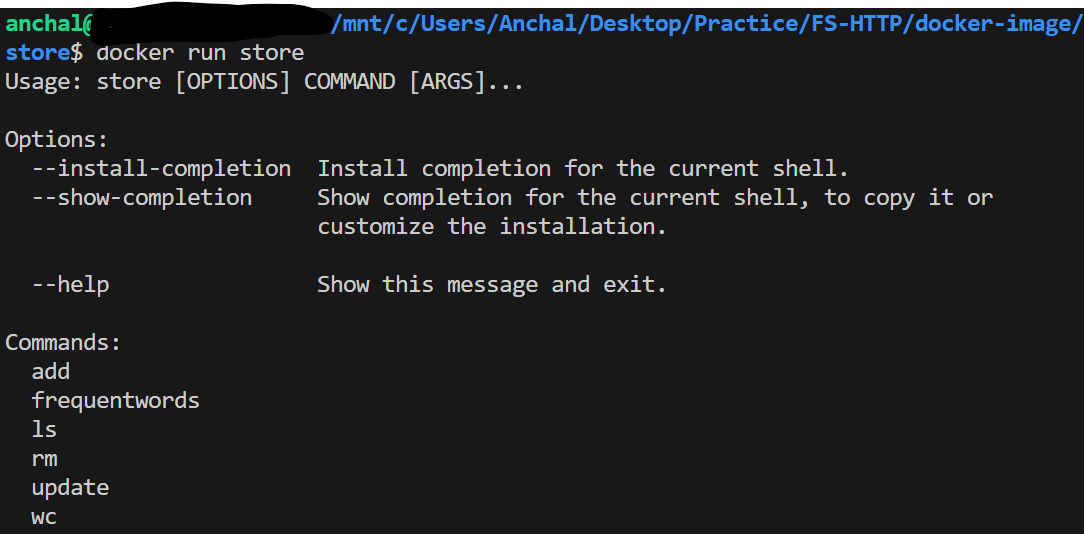 anchal@ /mnt/c/Users/Anchal/Desktop/Practice/FS-HTTP/docker-image/
store$ docker run store
Usage: store [OPTIONS] COMMAND [ARGS]...
Options:
--install-completion  Install completion for the current shell.
--show-completion     Show completion for the current shell, to copy it or
customize the installation.
--help                Show this message and exit.
Commands:
add
frequentwords
ls
rm
update
wc